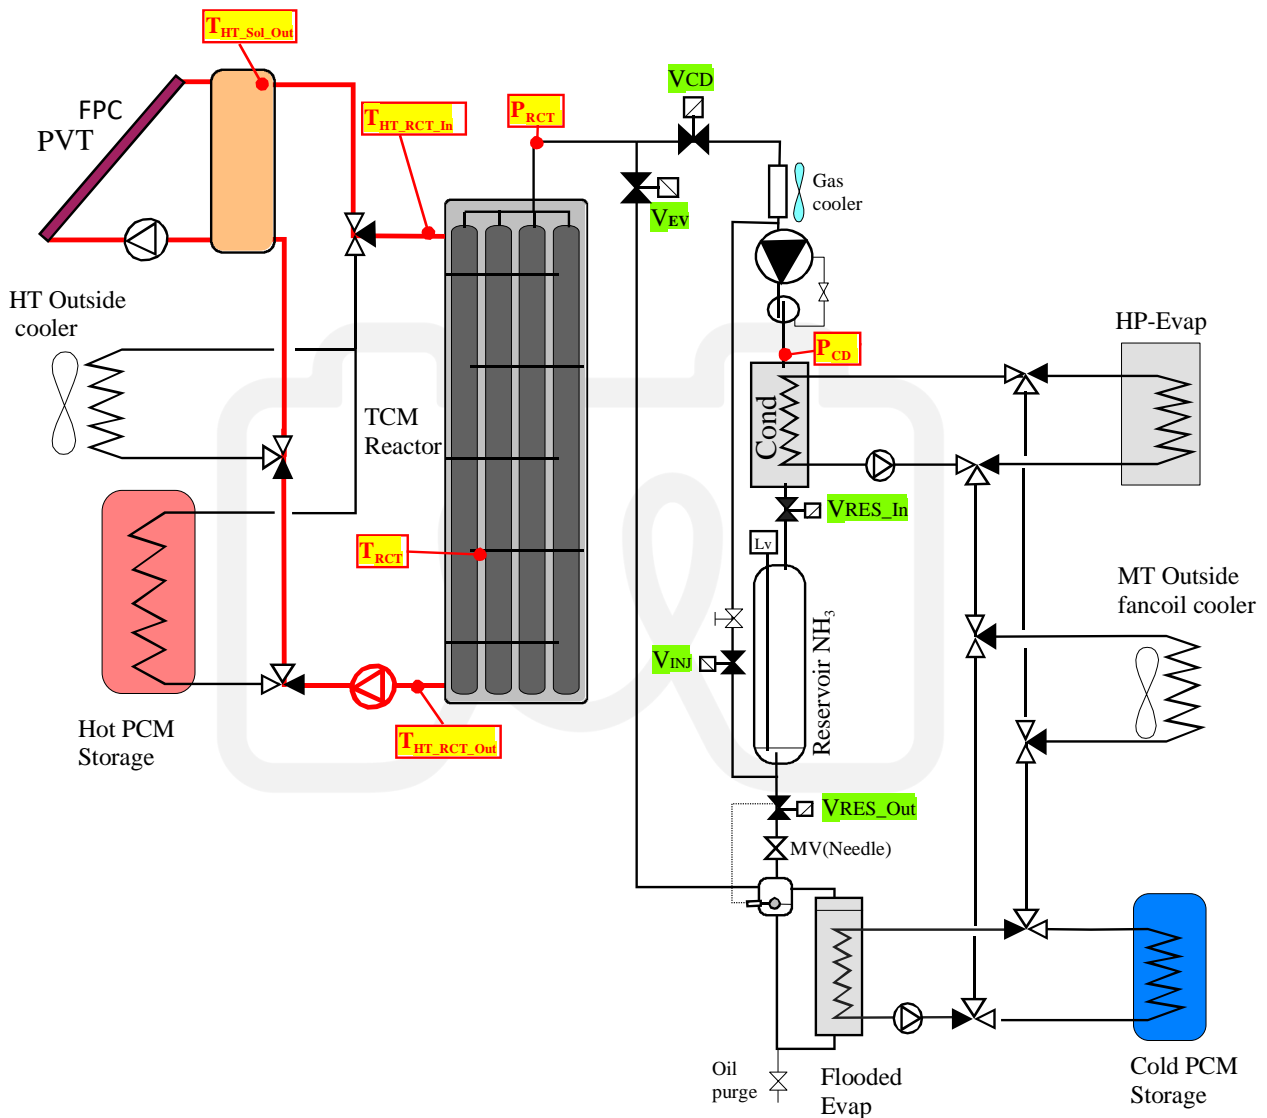 THT_Sol_Out
FPC
PVT
THT_RCT_In
PRCT
VCD
Gas
cooler
VEV
HT Outside
cooler
HP-Evap
PCD
TCM
Reactor
Cond
VRES_In
TRCT
Lv
MT Outside
fancoil cooler
VINJ
Reservoir NH3
Hot PCM
Storage
THT_RCT_Out
VRES_Out
MV(Needle)
Oil
purge
Flooded
Evap
Cold PCM
Storage